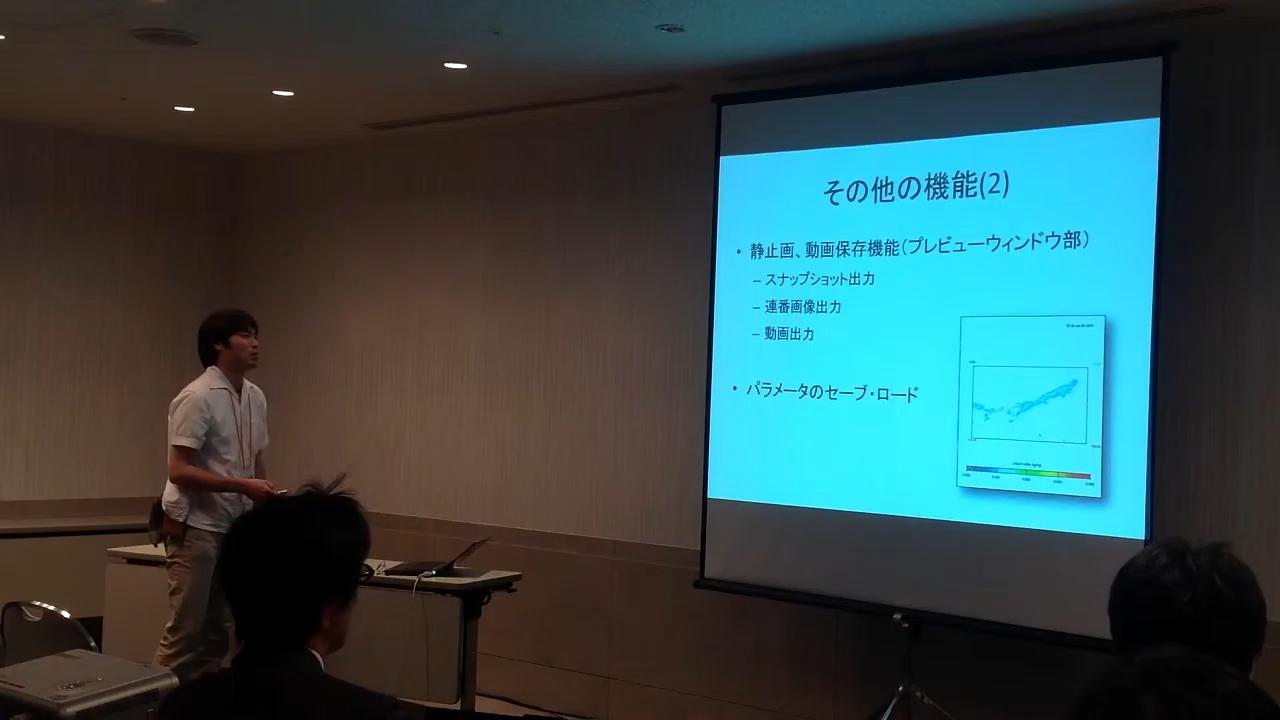 その他の機能(2)
• 静止画、動画保存機能(プレビューウィンドウ部)
– スナップショット出力
– 連番画像出力
– 動画出力
• パラメータのセーブ・ロード